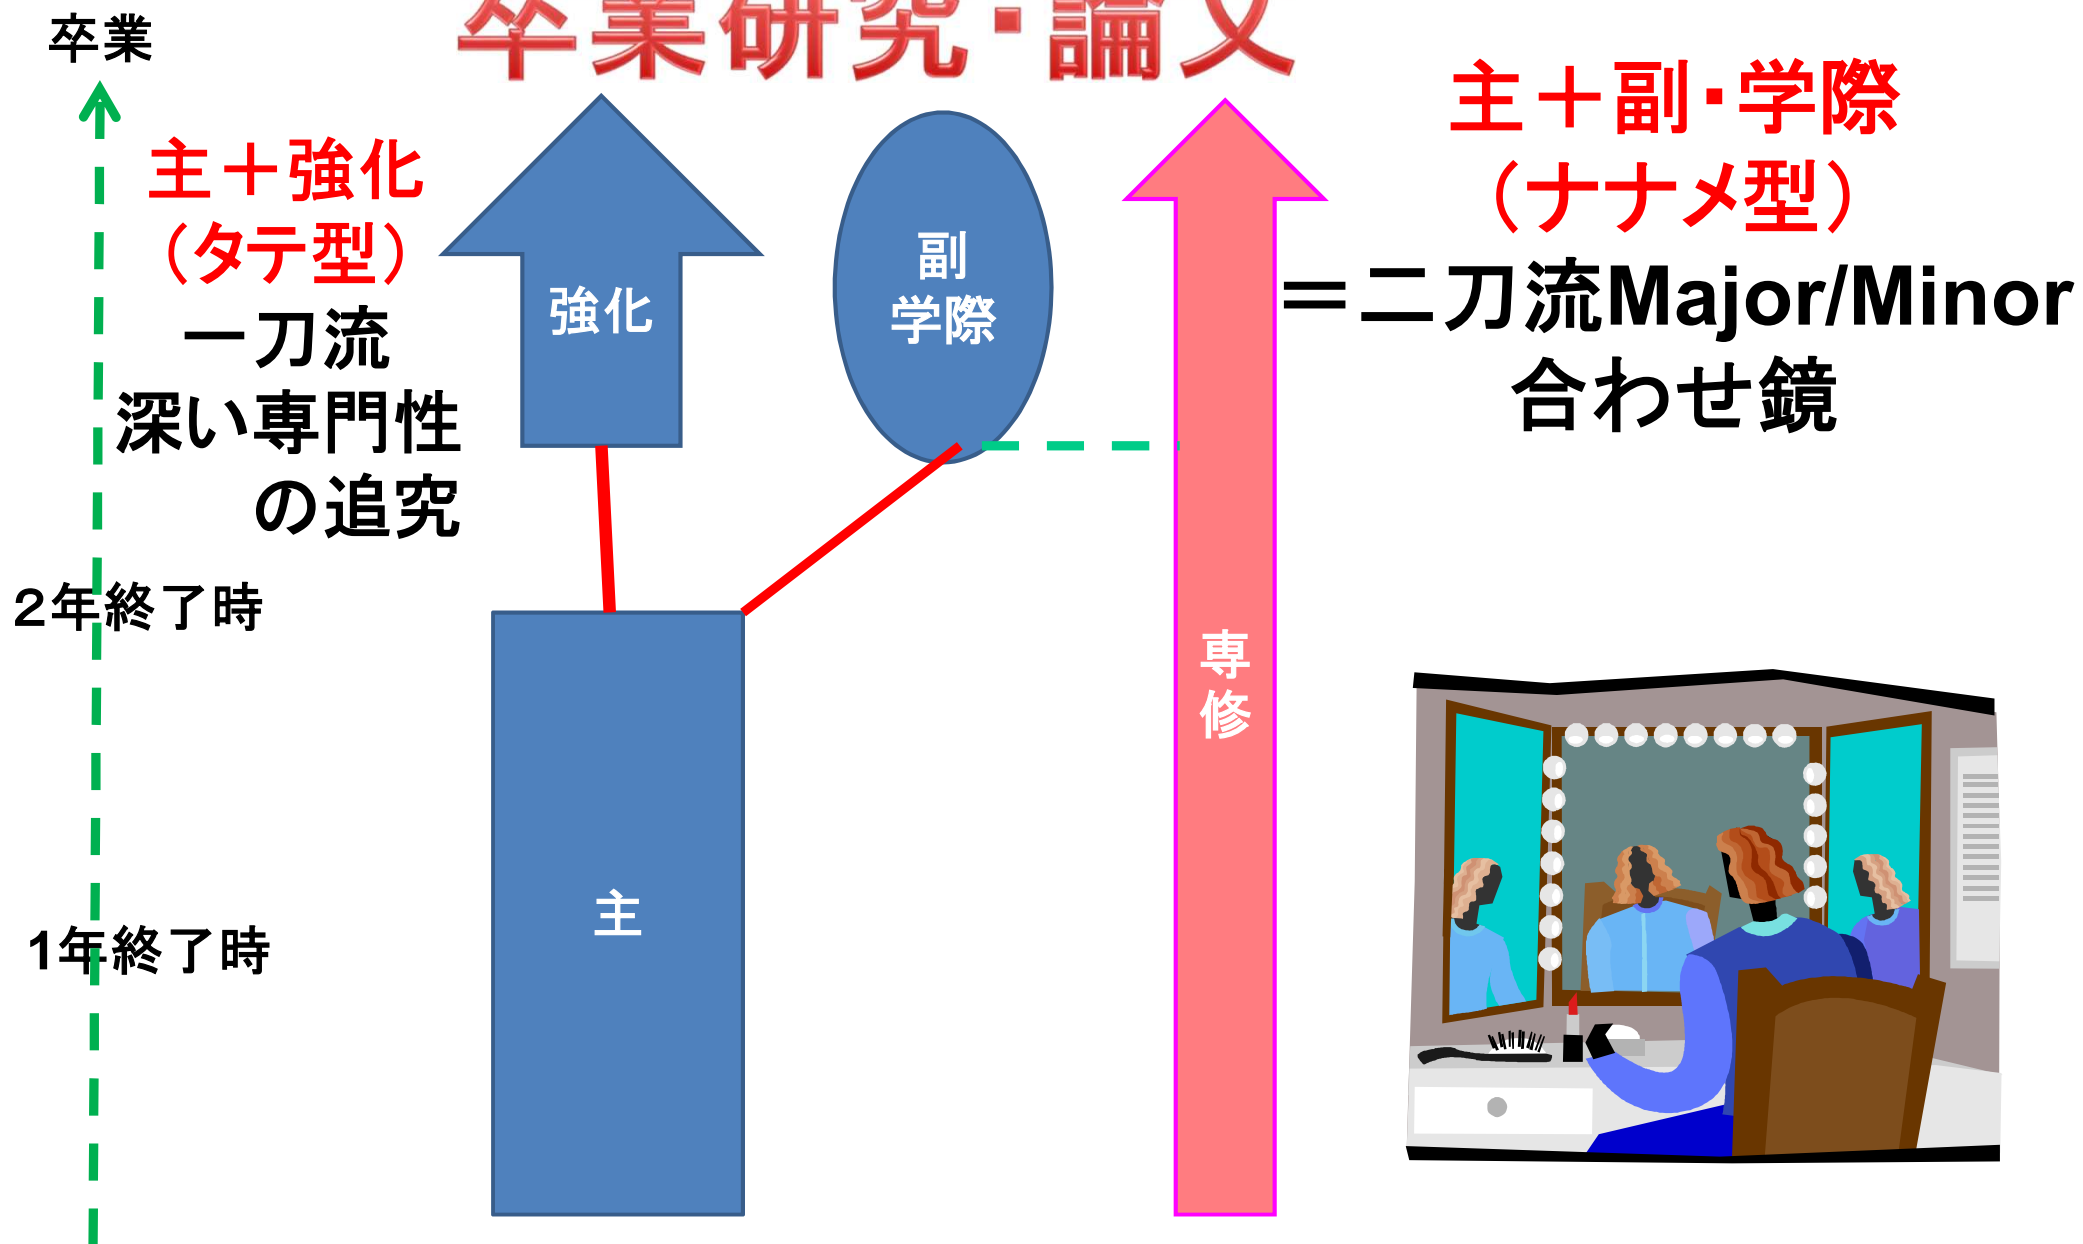 卒業研究・論文
卒業
主＋強化
（タテ型）
一刀流
深い専門性
の追究
2年終了時
1年終了時
強化
副
学際
主
専
修
主＋副・学際
（ナナメ型）
＝二刀流Major/Minor
合わせ鏡